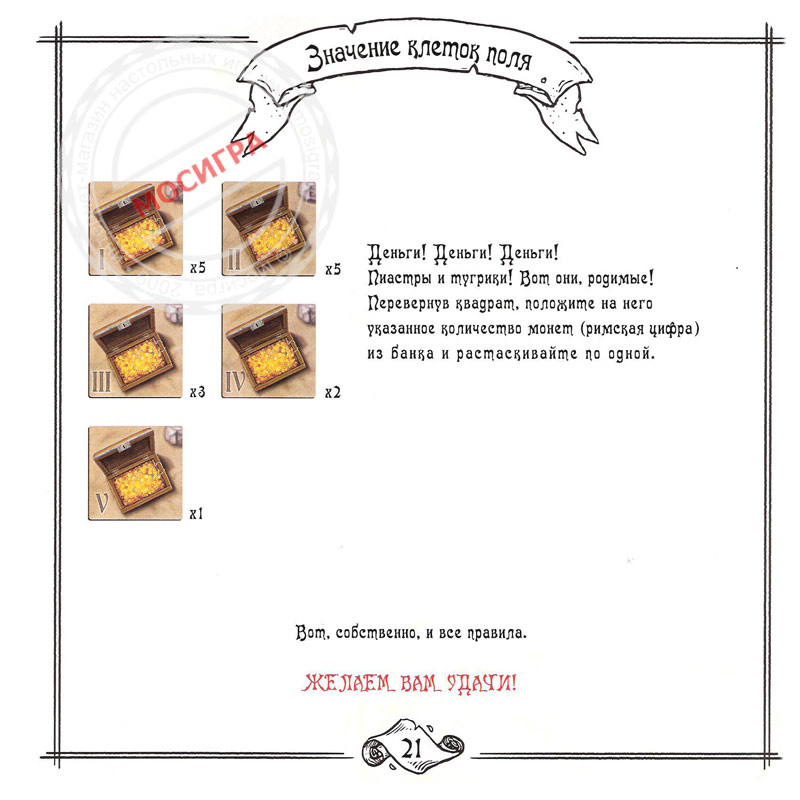 Значение клеток поля
МОСИГРА
I
x5
II
x5
Деньги! Деньги! Деньги!
Пиастры и тугрики! Вот они, родимые!
Перевернув квадрат, положите на него
указанное количество монет (римская цифра)
из банка и растаскивайте по одной.
III
x3
IV
x2
V
x1
Вот, собственно, и все правила.
ЖЕЛАЕМ ВАМ УДАЧИ!
21